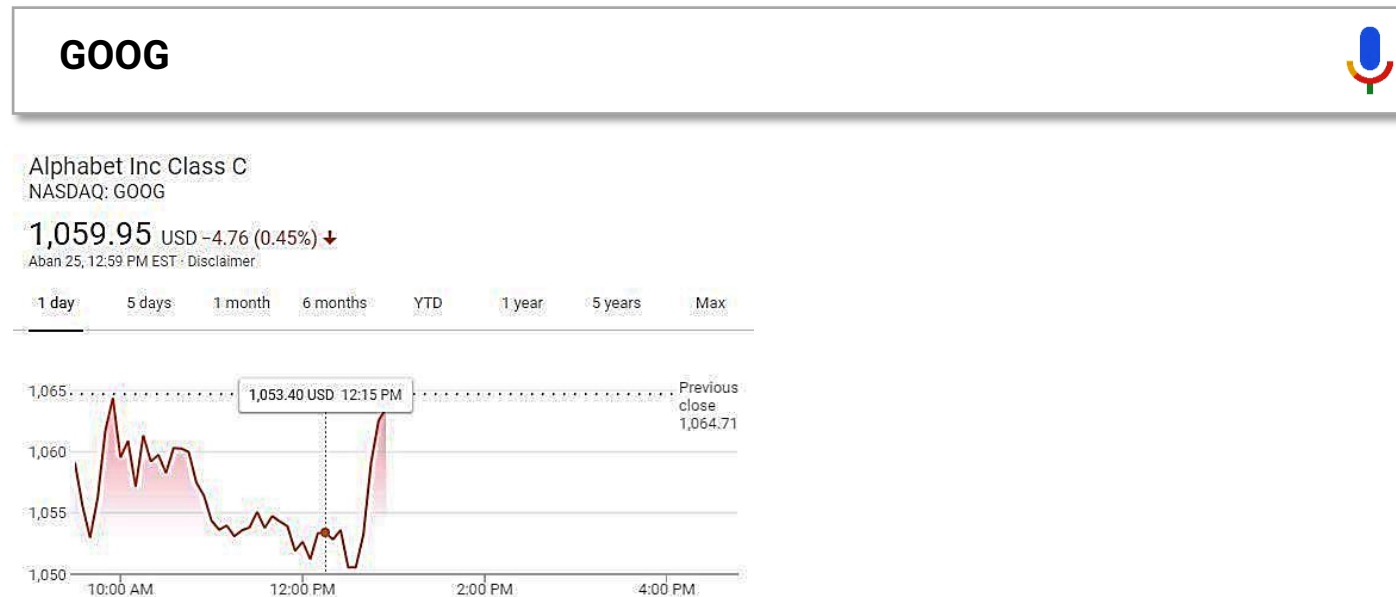 GOOG
Alphabet Inc Class C
NASDAQ: GOOG
1,059.95 USD −4.76 (0.45%)
Aban 25, 12:59 PM EST · Disclaimer
1 day 5 days 1 month 6 months YTD 1 year 5 years Max
1,065
1,053.40 USD 12:15 PM
Previous
close
1,064.71
1,060
1,055
1,050
10:00 AM 12:00 PM 2:00 PM 4:00 PM